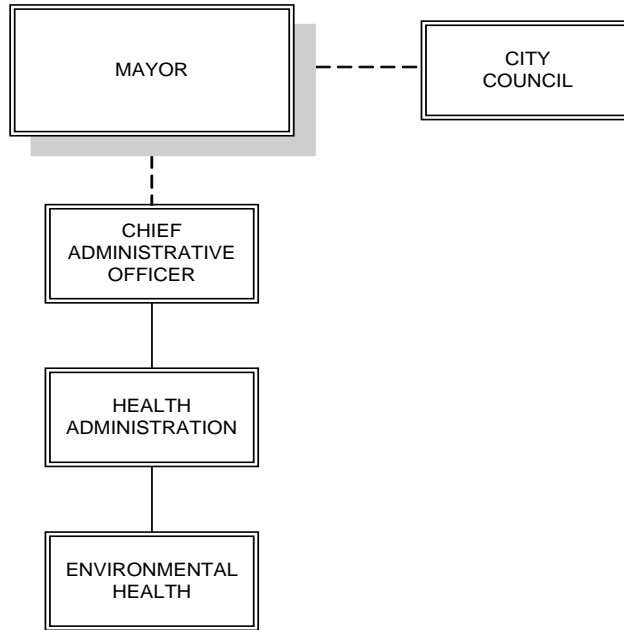 MAYOR
CITY
COUNCIL
CHIEF
ADMINISTRATIVE
OFFICER
HEALTH
ADMINISTRATION
ENVIRONMENTAL
HEALTH